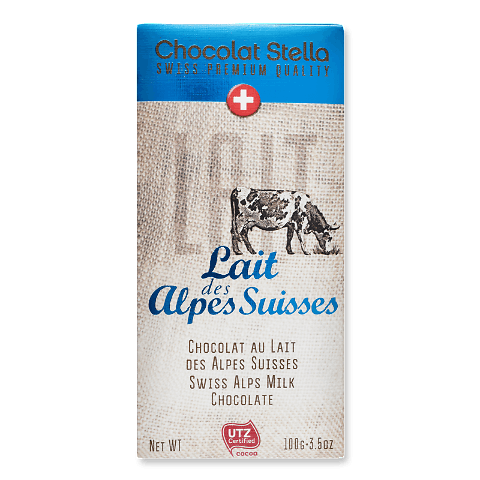 Chocolat Stella
SWISS PREMIUM QUALITY
LAIT
Lait
des
Alpes Suisses
CHOCOLAT AU LAIT
DES ALPES SUISSES
SWISS ALPS MILK
CHOCOLATE
UTZ
Certified
cocoa
NET WT 100G-3.5OZ